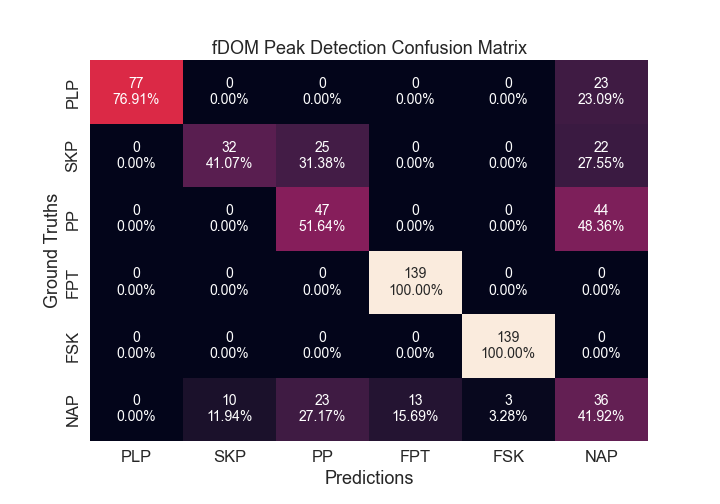 fDOM Peak Detection Confusion Matrix
Ground Truths
PLP
77 0 0 0 0 23
76.91% 0.00% 0.00% 0.00% 0.00% 23.09%
SKP
0 32 25 0 0 22
0.00% 41.07% 31.38% 0.00% 0.00% 27.55%
PP
0 0 47 0 0 44
0.00% 0.00% 51.64% 0.00% 0.00% 48.36%
FPT
0 0 0 139 0 0
0.00% 0.00% 0.00% 100.00% 0.00% 0.00%
FSK
0 0 0 0 139 0
0.00% 0.00% 0.00% 0.00% 100.00% 0.00%
NAP
0 10 23 13 3 36
0.00% 11.94% 27.17% 15.69% 3.28% 41.92%
PLP SKP PP FPT FSK NAP
Predictions